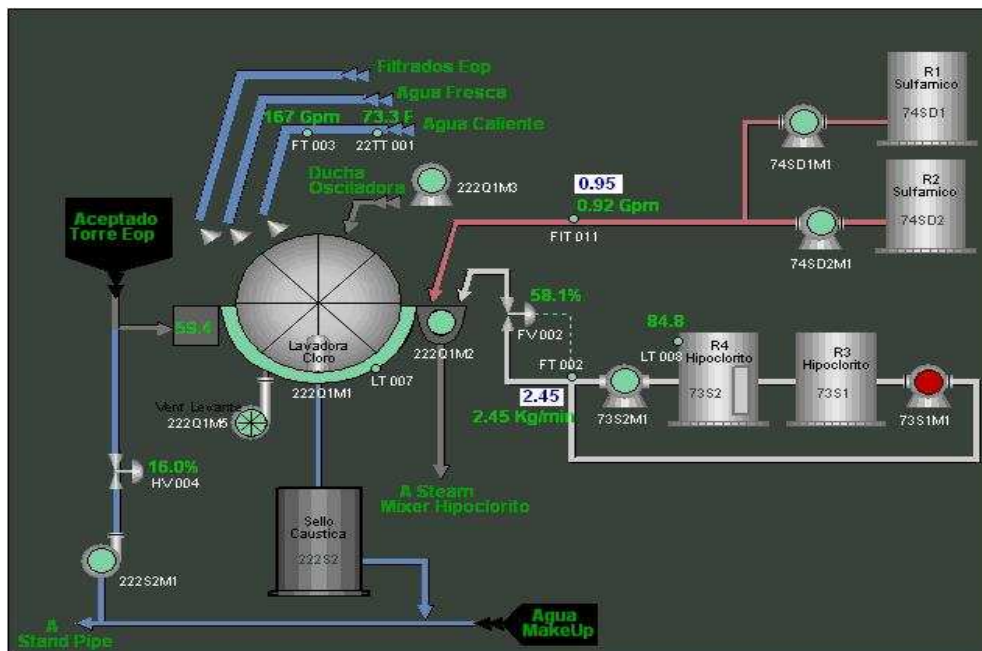 Filtrados Eop
Agua Fresca
167 Gpm
73.3 F
Agua Caliente
FT 003
22TT 001
Ducha
Osciladora
222Q1M3
R1
Sulfamico
74SD1
74SD1M1
R2
Sulfamico
74SD2
74SD2M1
0.95
0.92 Gpm
FIT 011
Aceptado
Torre Eop
59.4
Lavadora
Cloro
222Q1M1
LT 007
222Q1M2
Vent. Levante
222Q1M5
58.1%
FV 002
FT 002
2.45
2.45 Kg/min
84.8
LT 008
73S2M1
R4
Hipoclorito
73S2
R3
Hipoclorito
73S1
73S1M1
16.0%
HV 004
A Steam
Mixer Hipoclorito
Sello
Caustica
222S2
222S2M1
A
Stand Pipe
Agua
MakeUp